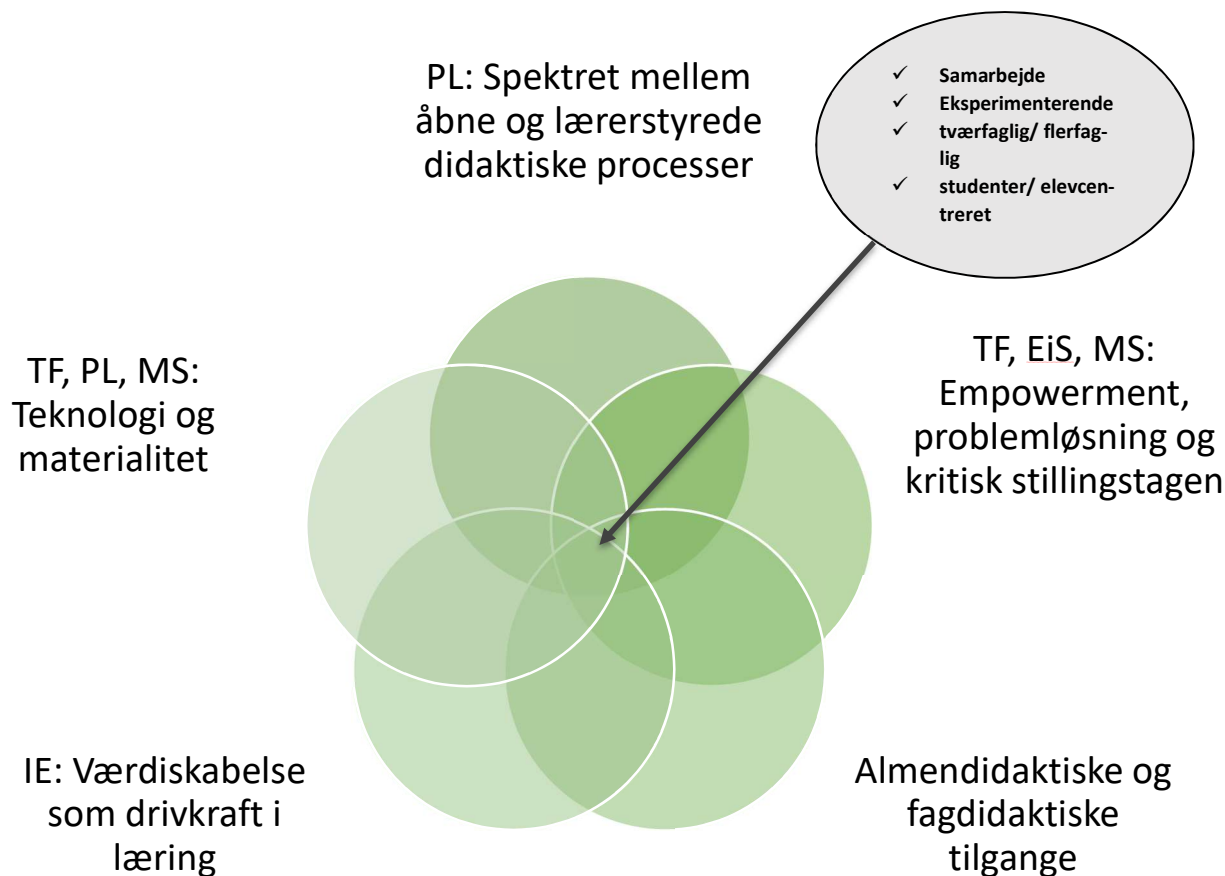 PL: Spektret mellem
åbne og lærerstyrede
didaktiske processer
✓ Samarbejde
✓ Eksperimenterende
✓ tværfaglig/ flerfag-
lig
✓ studenter/ elevcen-
treret
TF, PL, MS:
Teknologi og
materialitet
TF, EiS, MS:
Empowerment,
problemløsning og
kritisk stillingstagen
IE: Værdiskabelse
som drivkraft i
læring
Almendidaktiske og
fagdidaktiske
tilgange